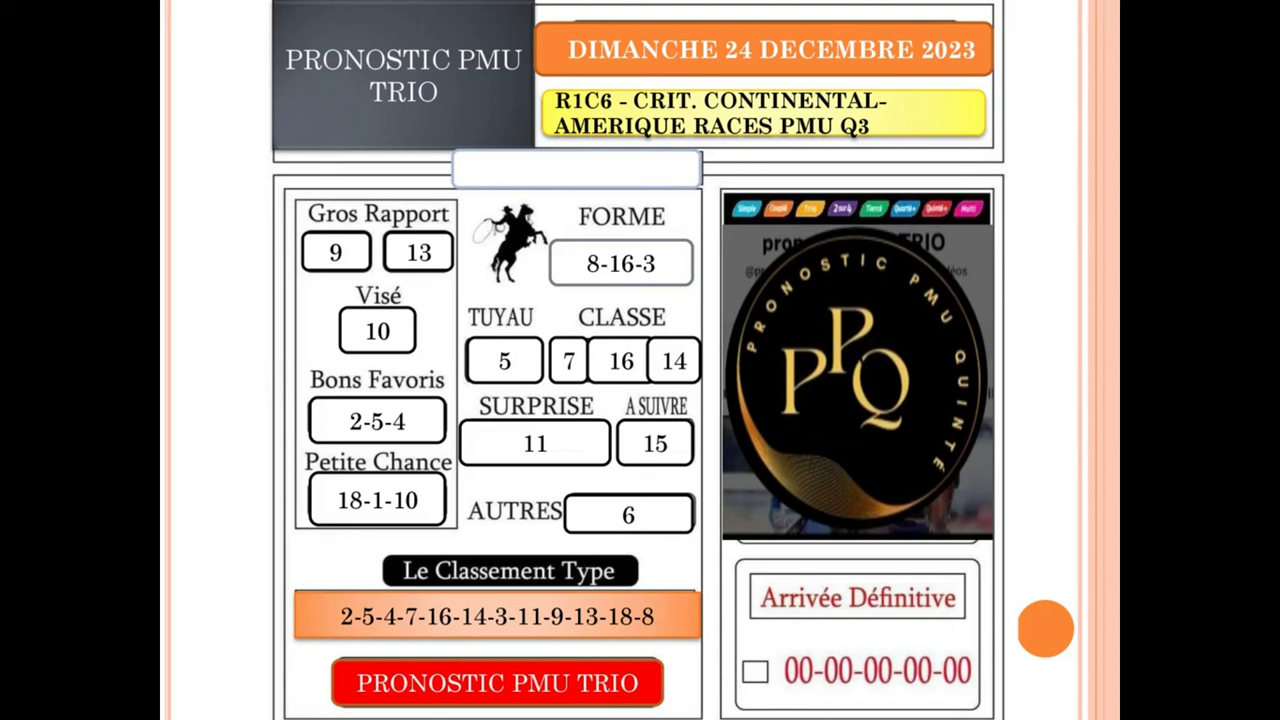 PRONOSTIC PMU
TRIO
DIMANCHE 24 DECEMBRE 2023
R1C6 - CRIT. CONTINENTAL-
AMERIQUE RACES PMU Q3
Gros Rapport
9 13
Visé
10
Bons Favoris
2-5-4
Petite Chance
18-1-10
FORME
8-16-3
TUYAU CLASSE
5 7 16 14
SURPRISE A SUIVRE
11 15
AUTRES 6
Le Classement Type
2-5-4-7-16-14-3-11-9-13-18-8
PRONOSTIC PMU TRIO
Simple Couplé Trio 2 sur 4 Tiercé Quarté+ Quinté+ Multi
PRONOSTIC PMU QUINTÉ
PPQ
Arrivée Définitive
00-00-00-00-00